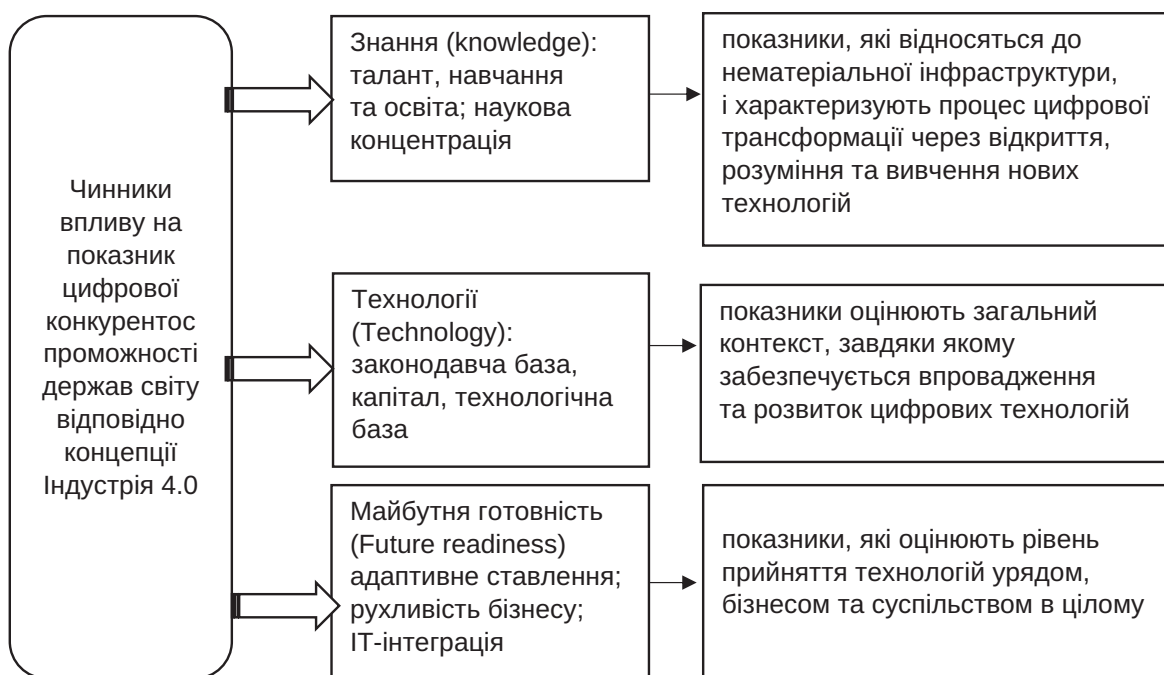 Чинники
впливу на
показник
цифрової
конкурентос
проможності
держав світу
відповідно
концепції
Індустрія 4.0
Знання (knowledge):
талант, навчання
та освіта; наукова
концентрація
показники, які відносяться до
нематеріальної інфраструктури,
і характеризують процес цифрової
трансформації через відкриття,
розуміння та вивчення нових
технологій
Технології
(Technology):
законодавча база,
капітал, технологічна
база
показники оцінюють загальний
контекст, завдяки якому
забезпечується впровадження
та розвиток цифрових технологій
Майбутня готовність
(Future readiness)
адаптивне ставлення;
рухливість бізнесу;
ІТ-інтеграція
показники, які оцінюють рівень
прийняття технологій урядом,
бізнесом та суспільством в цілому